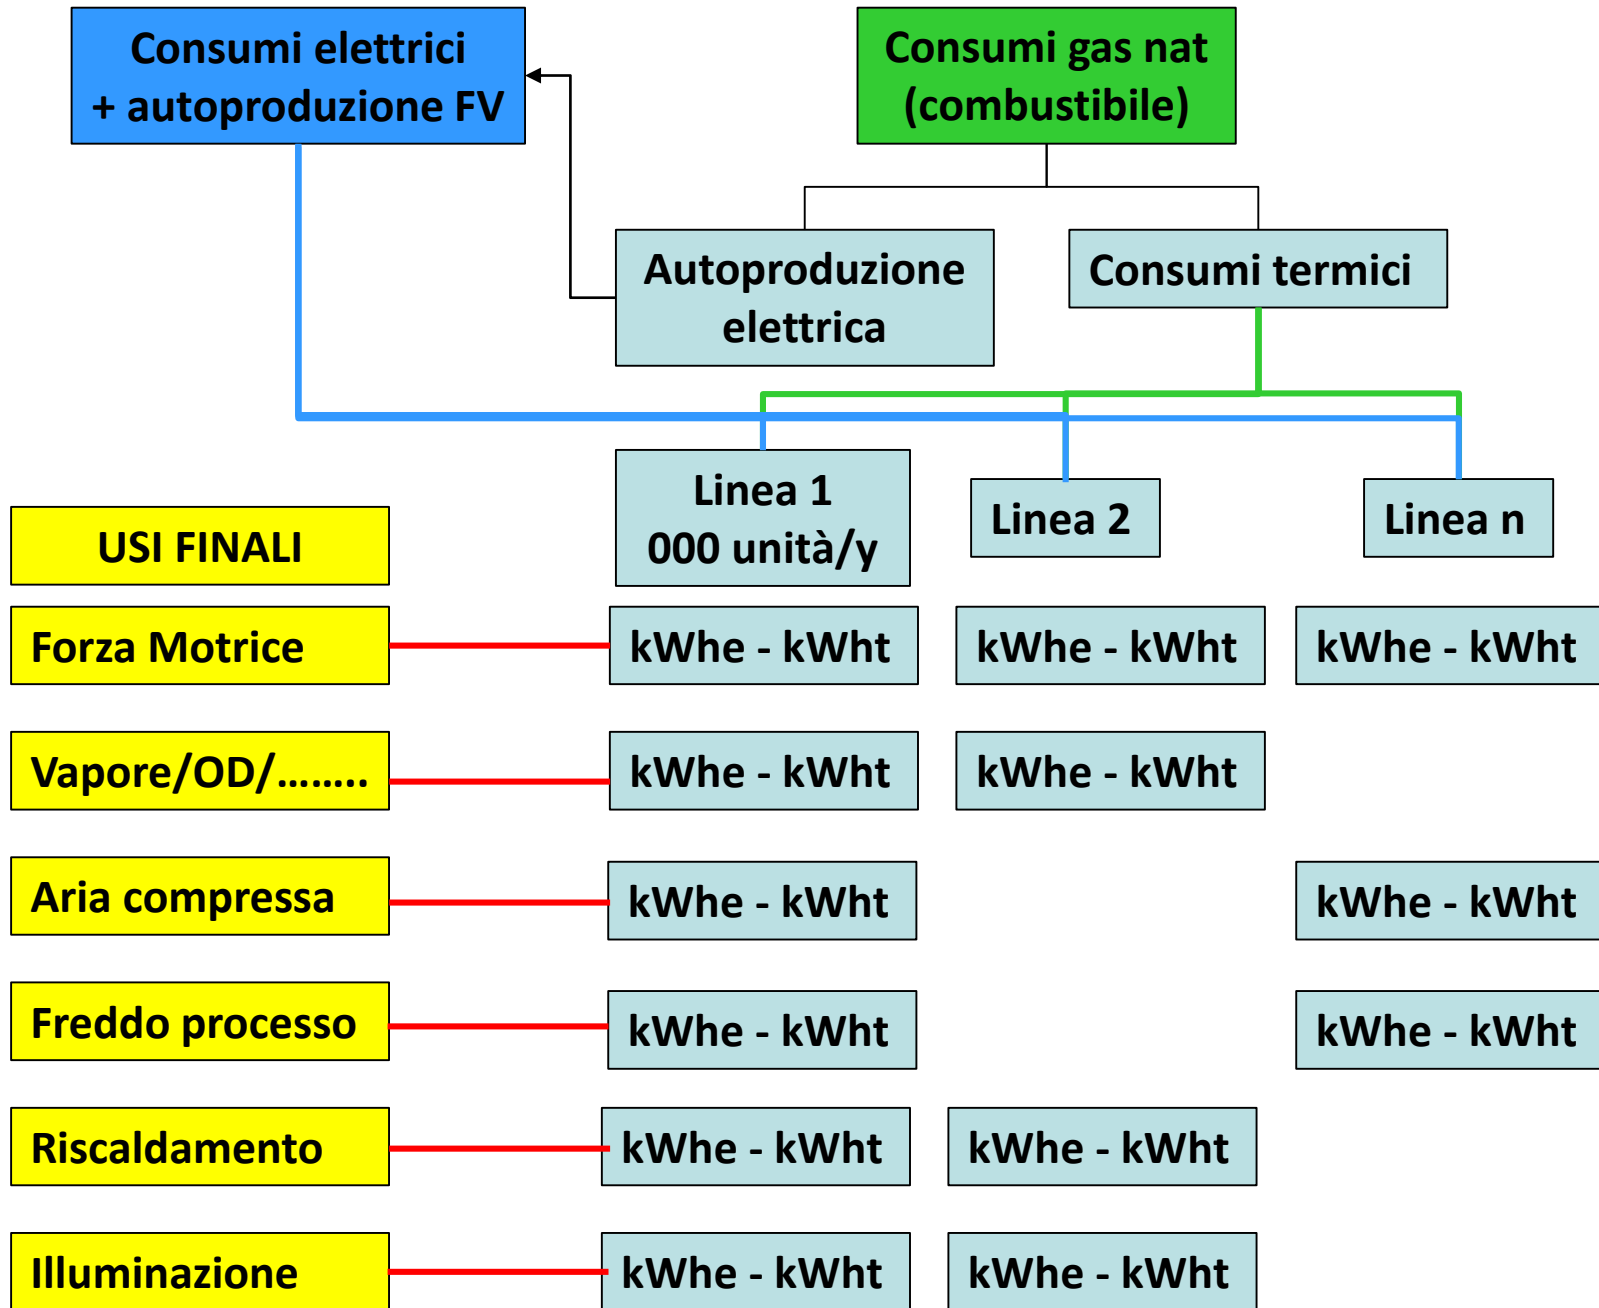 Consumi elettrici
+ autoproduzione FV
Consumi gas nat
(combustibile)
Autoproduzione
elettrica
Consumi termici
Linea 1
000 unità/y
Linea 2
Linea n
USI FINALI
Forza Motrice
kWhe - kWht
kWhe - kWht
kWhe - kWht
Vapore/OD/……..
kWhe - kWht
kWhe - kWht
Aria compressa
kWhe - kWht
kWhe - kWht
Freddo processo
kWhe - kWht
kWhe - kWht
Riscaldamento
kWhe - kWht
kWhe - kWht
Illuminazione
kWhe - kWht
kWhe - kWht